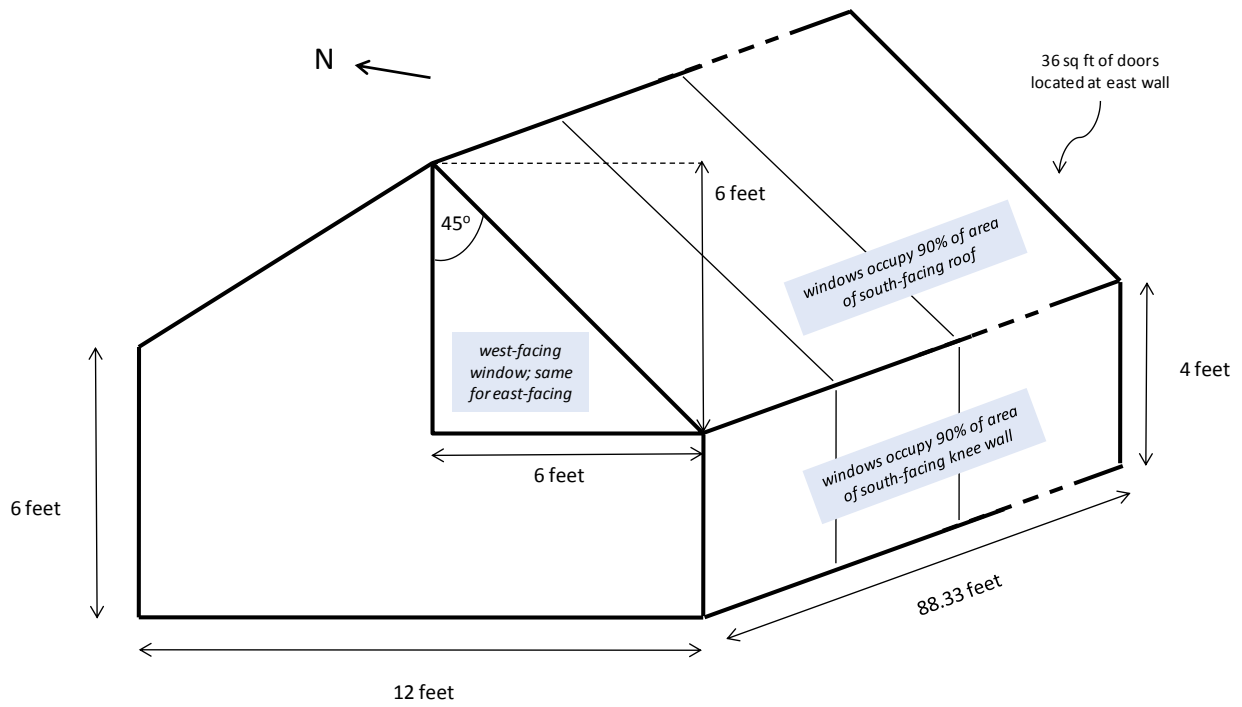 N
36 sq ft of doors
located at east wall
6 feet
45°
windows occupy 90% of area
of south-facing roof
west-facing
window; same
for east-facing
4 feet
windows occupy 90% of area
of south-facing knee wall
6 feet
6 feet
88.33 feet
12 feet